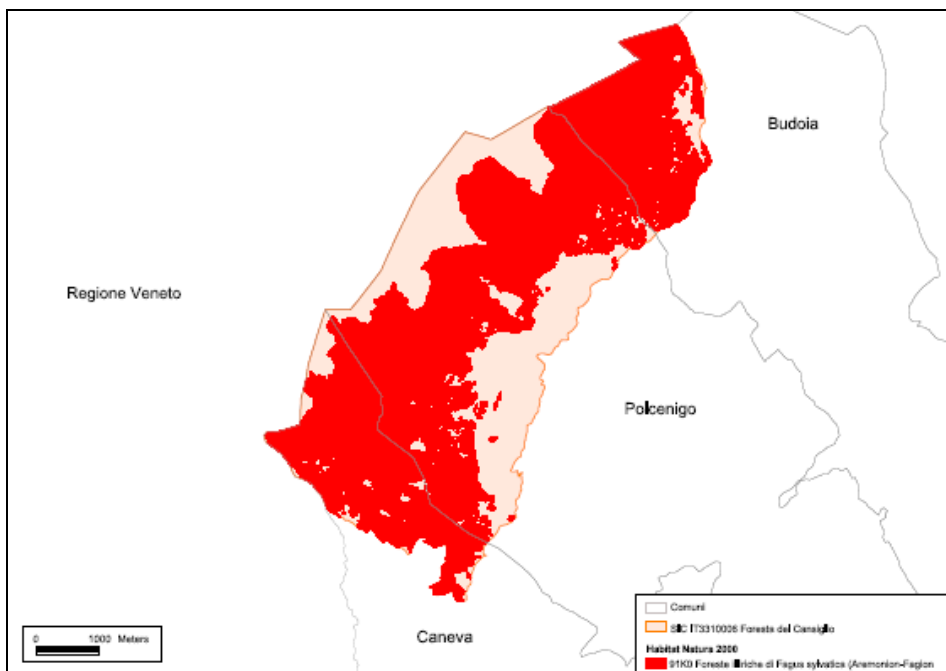 Budoia
Regione Veneto
Polcenigo
Caneva
0 1000 Meters
Comuni
SIC IT3310006 Foresta del Cansiglio
Habitat Natura 2000
91K0 Foreste illiriche di Fagus sylvatica (Aremonion-Fagion